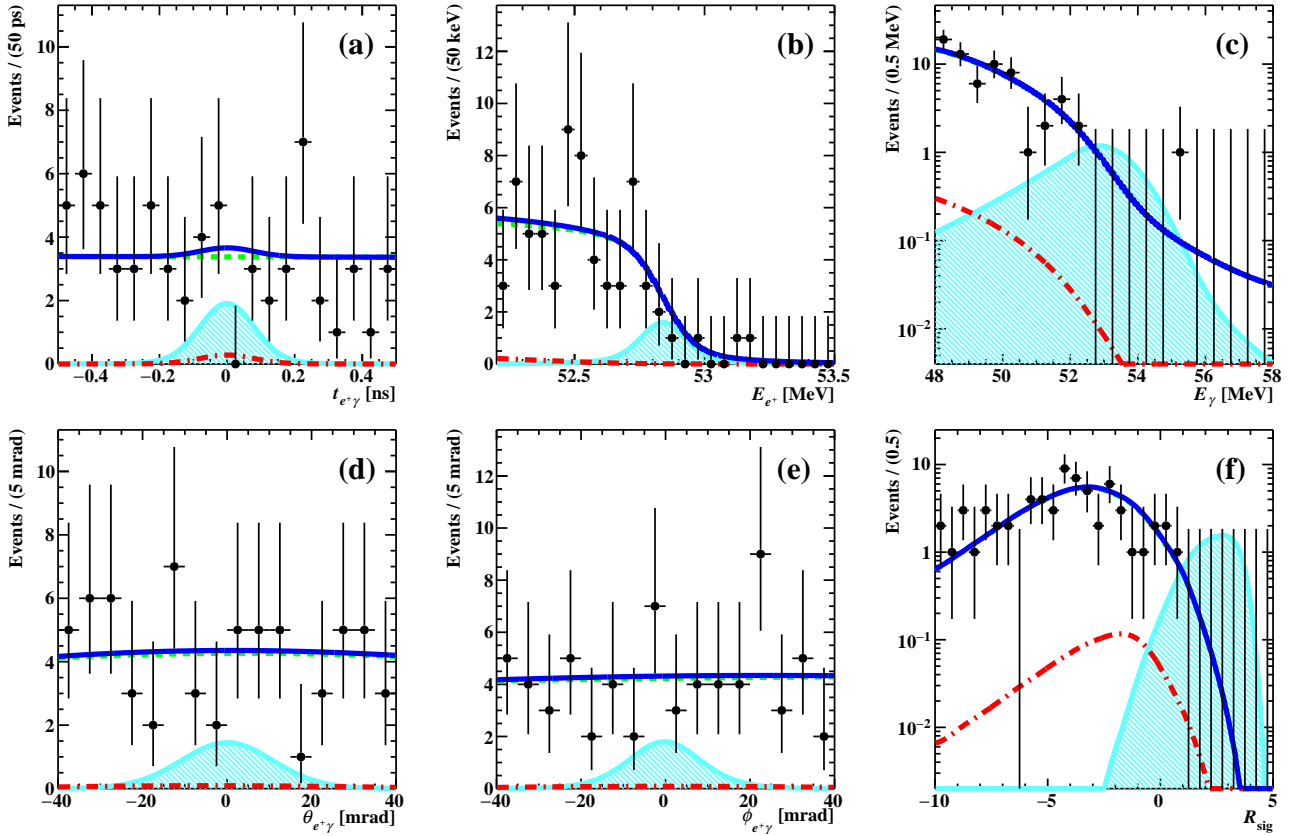 Events / (50 ps)
10
8
6
4
2
0
(a)
−0.4 −0.2 0 0.2 0.4
t_{e⁺γ} [ns]
Events / (50 keV)
12
10
8
6
4
2
0
(b)
52.5 53 53.5
E_{e⁺} [MeV]
Events / (0.5 MeV)
10
1
10⁻¹
10⁻²
(c)
48 50 52 54 56 58
E_γ [MeV]
Events / (5 mrad)
10
8
6
4
2
0
(d)
−40 −20 0 20 40
θ_{e⁺γ} [mrad]
Events / (5 mrad)
12
10
8
6
4
2
0
(e)
−40 −20 0 20 40
ϕ_{e⁺γ} [mrad]
Events / (0.5)
10
1
10⁻¹
10⁻²
(f)
−10 −5 0 5
R_{sig}